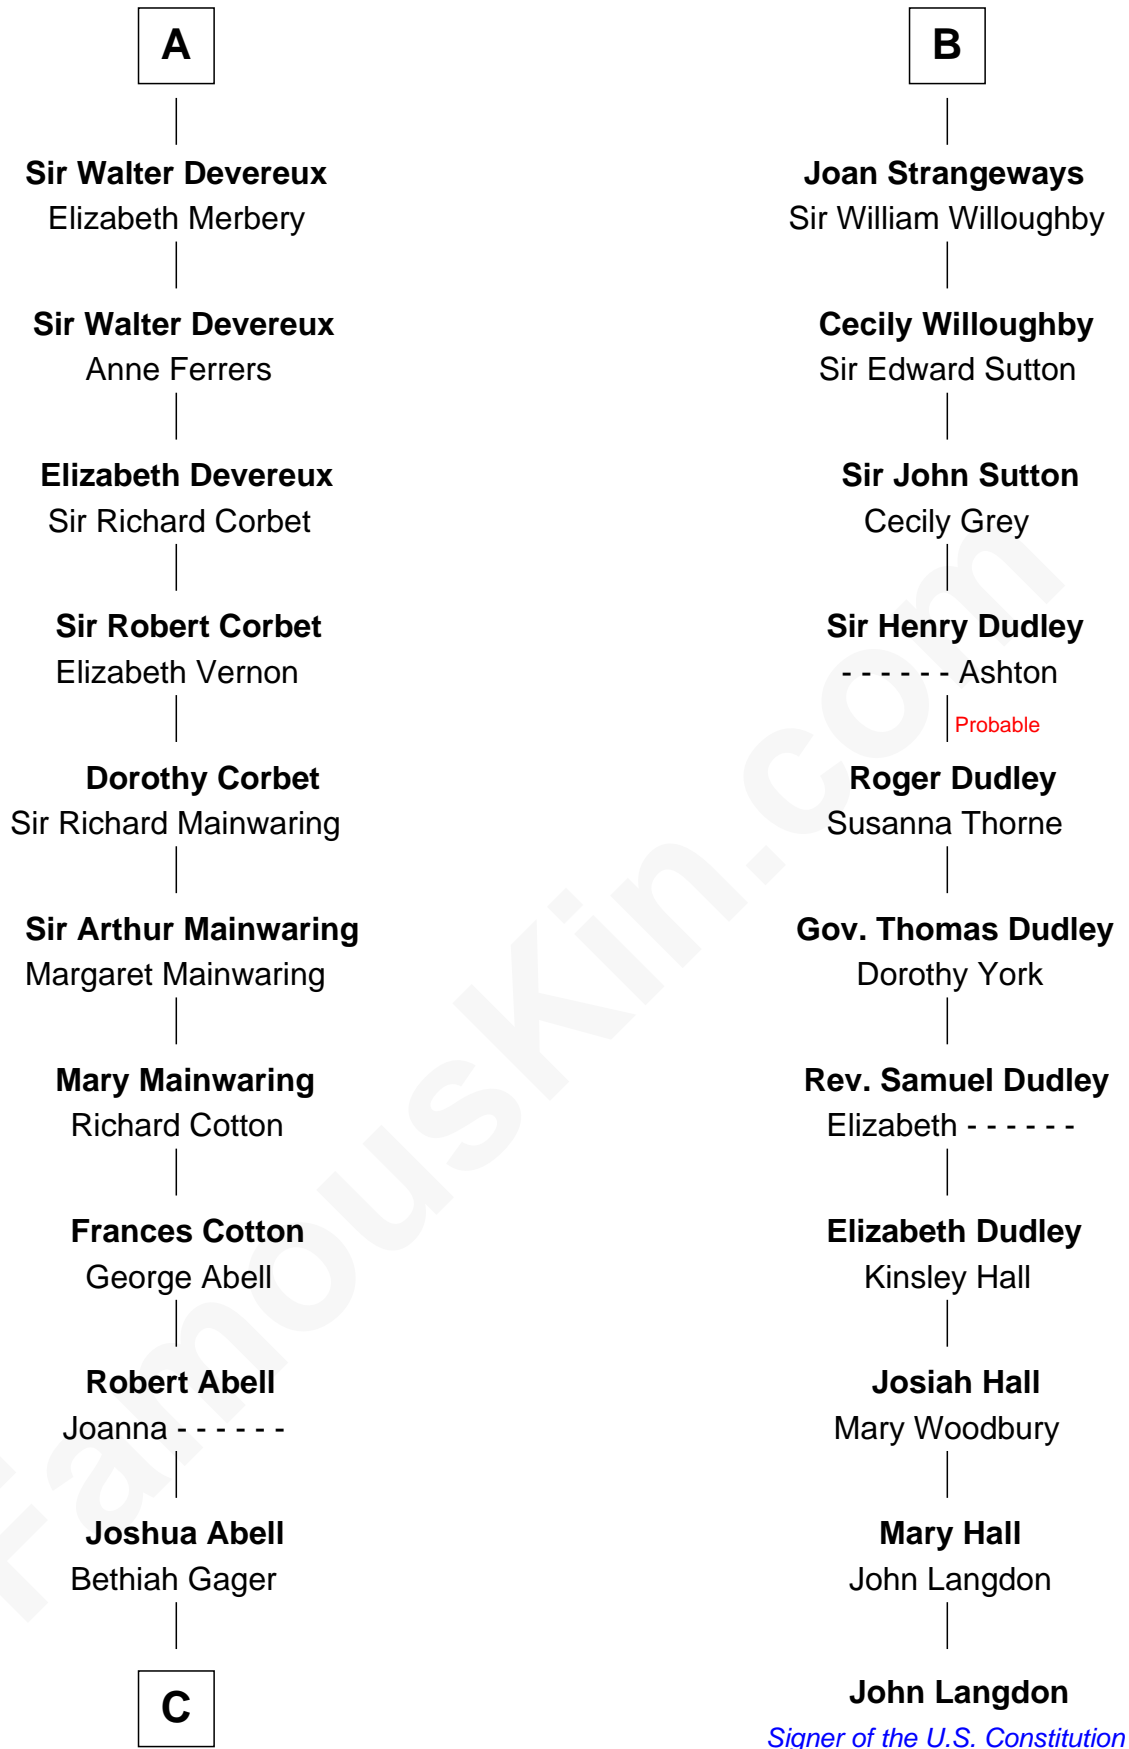 A
Sir Walter Devereux
Elizabeth Merbery
Sir Walter Devereux
Anne Ferrers
Elizabeth Devereux
Sir Richard Corbet
Sir Robert Corbet
Elizabeth Vernon
Dorothy Corbet
Sir Richard Mainwaring
Sir Arthur Mainwaring
Margaret Mainwaring
Mary Mainwaring
Richard Cotton
Frances Cotton
George Abell
Robert Abell
Joanna - - - - - -
Joshua Abell
Bethiah Gager
C
B
Joan Strangeways
Sir William Willoughby
Cecily Willoughby
Sir Edward Sutton
Sir John Sutton
Cecily Grey
Sir Henry Dudley
- - - - - - Ashton
Probable
Roger Dudley
Susanna Thorne
Gov. Thomas Dudley
Dorothy York
Rev. Samuel Dudley
Elizabeth - - - - - -
Elizabeth Dudley
Kinsley Hall
Josiah Hall
Mary Woodbury
Mary Hall
John Langdon
John Langdon
Signer of the U.S. Constitution
FamousKin.com